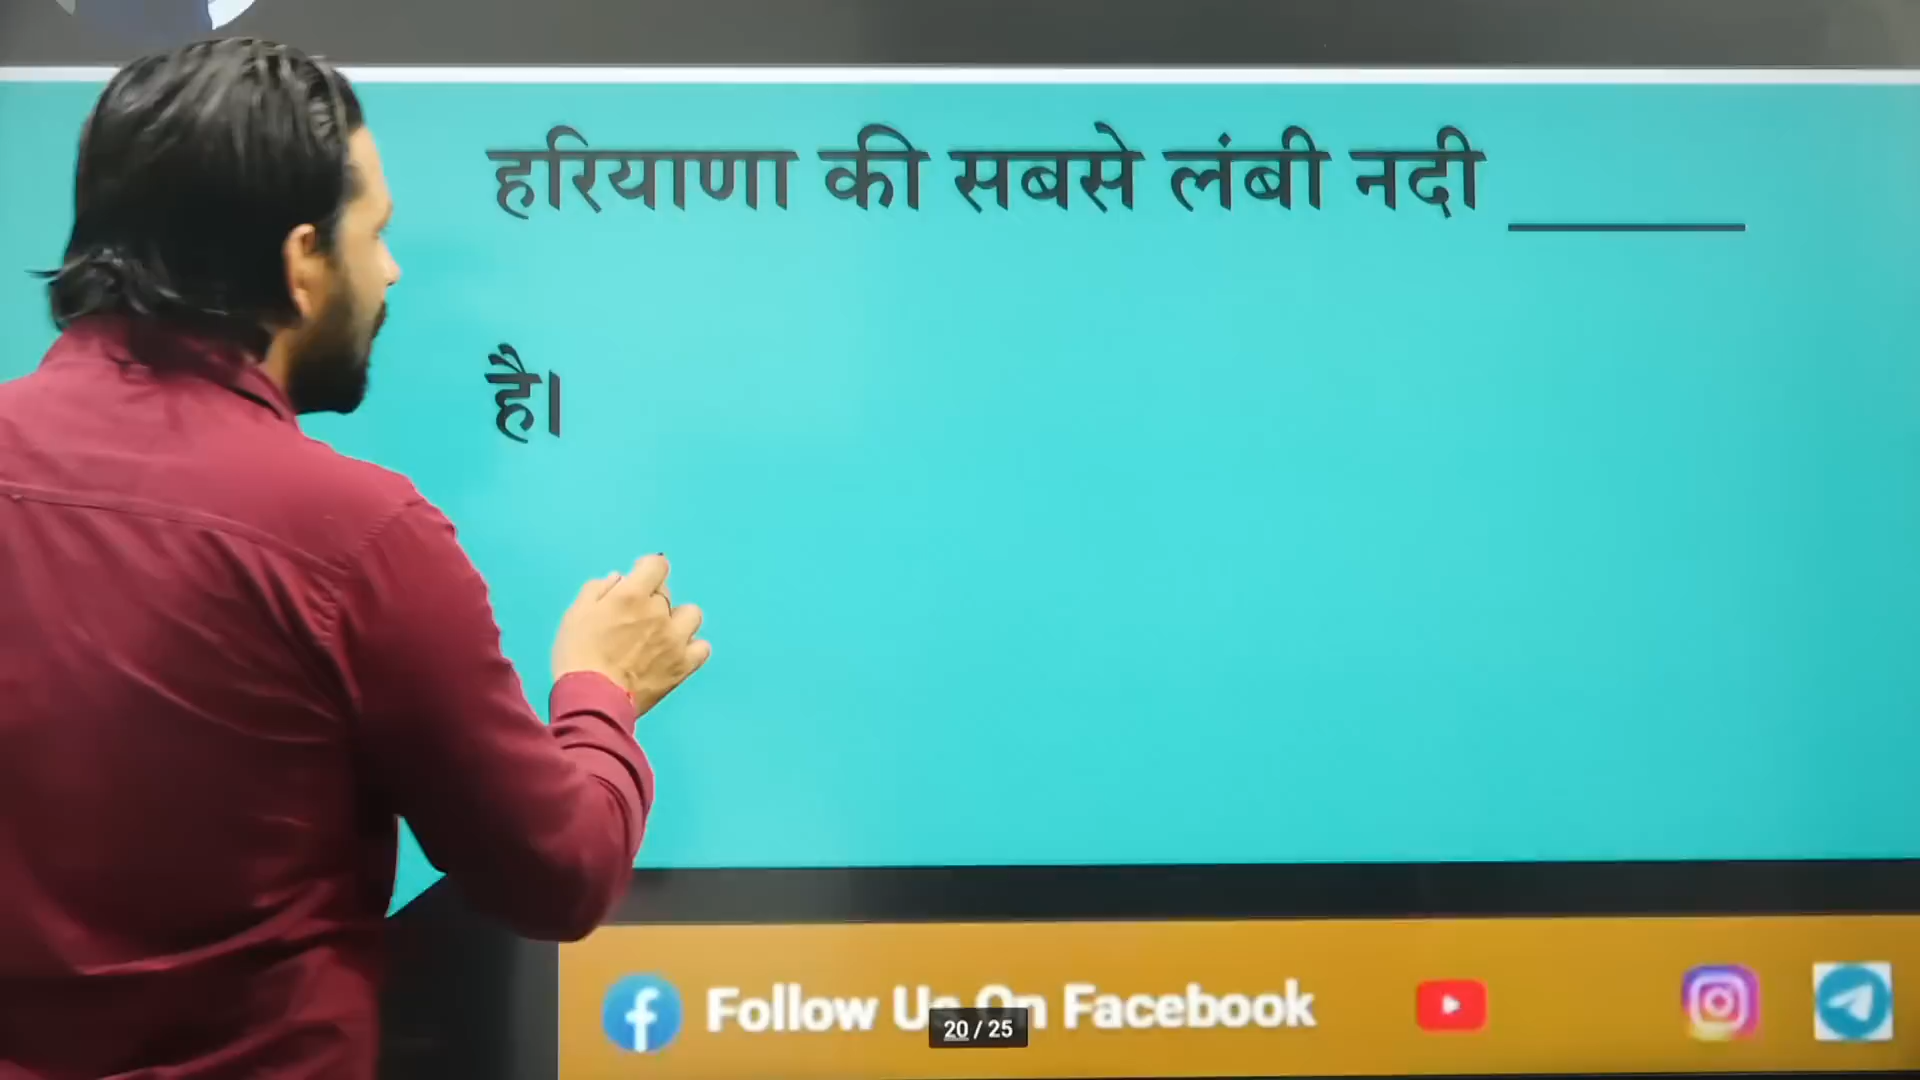 हरियाणा की सबसे लंबी नदी ______
है।
Follow Us On Facebook
20 / 25